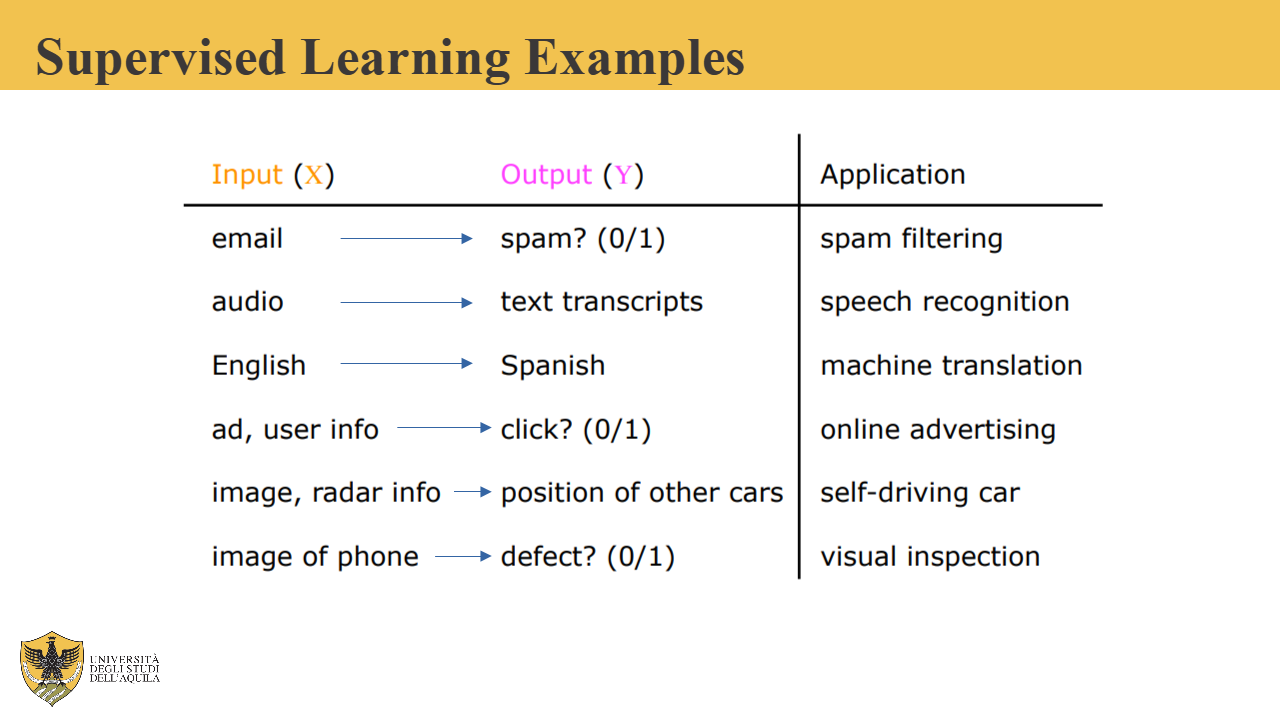 Supervised Learning Examples
Input (X) Output (Y) Application
email spam? (0/1) spam filtering
audio text transcripts speech recognition
English Spanish machine translation
ad, user info click? (0/1) online advertising
image, radar info position of other cars self-driving car
image of phone defect? (0/1) visual inspection
UNIVERSITÀ
DEGLI STUDI
DELL'AQUILA